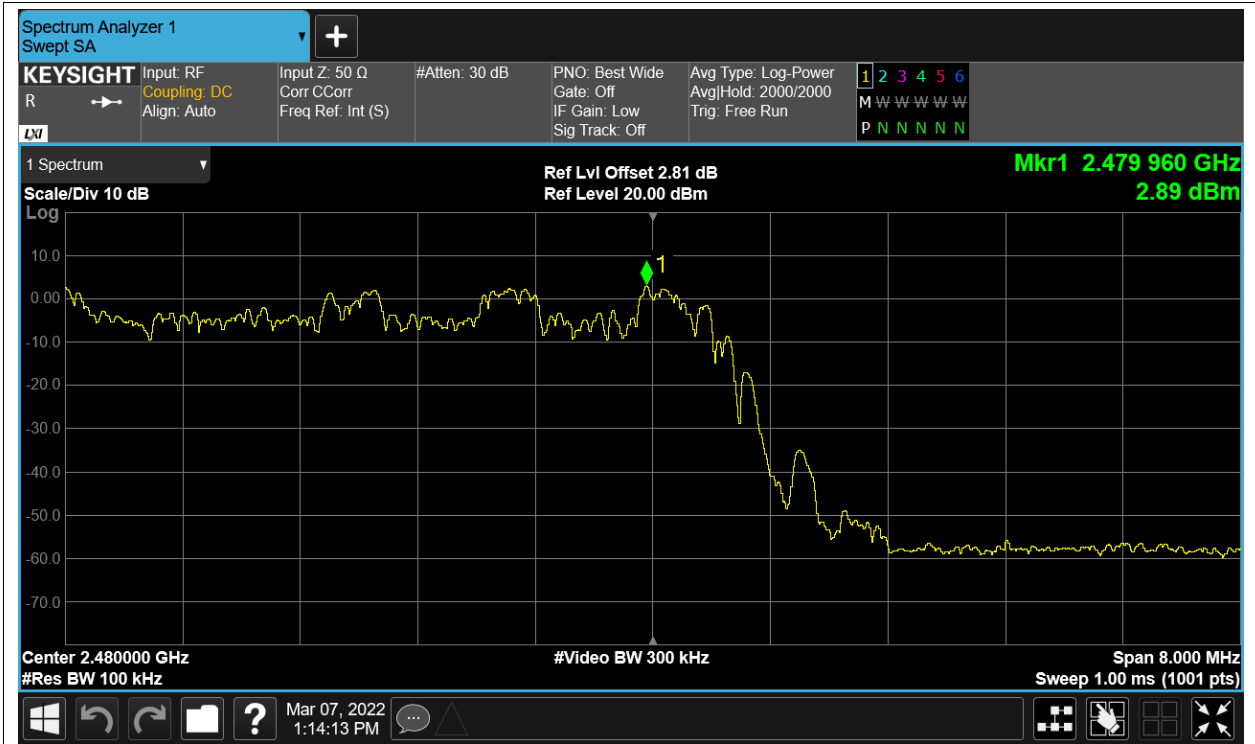 Spectrum Analyzer 1
Swept SA
KEYSIGHT
R
LXI
Input: RF
Coupling: DC
Align: Auto
Input Z: 50 Ω
Corr CCorr
Freq Ref: Int (S)
#Atten: 30 dB
PNO: Best Wide
Gate: Off
IF Gain: Low
Sig Track: Off
Avg Type: Log-Power
Avg|Hold: 2000/2000
Trig: Free Run
1 2 3 4 5 6
M W W W W W
P N N N N N
1 Spectrum
Scale/Div 10 dB
Log
Ref Lvl Offset 2.81 dB
Ref Level 20.00 dBm
Mkr1 2.479 960 GHz
2.89 dBm
1
10.0
0.00
-10.0
-20.0
-30.0
-40.0
-50.0
-60.0
-70.0
Center 2.480000 GHz
#Res BW 100 kHz
#Video BW 300 kHz
Span 8.000 MHz
Sweep 1.00 ms (1001 pts)
?
Mar 07, 2022
1:14:13 PM